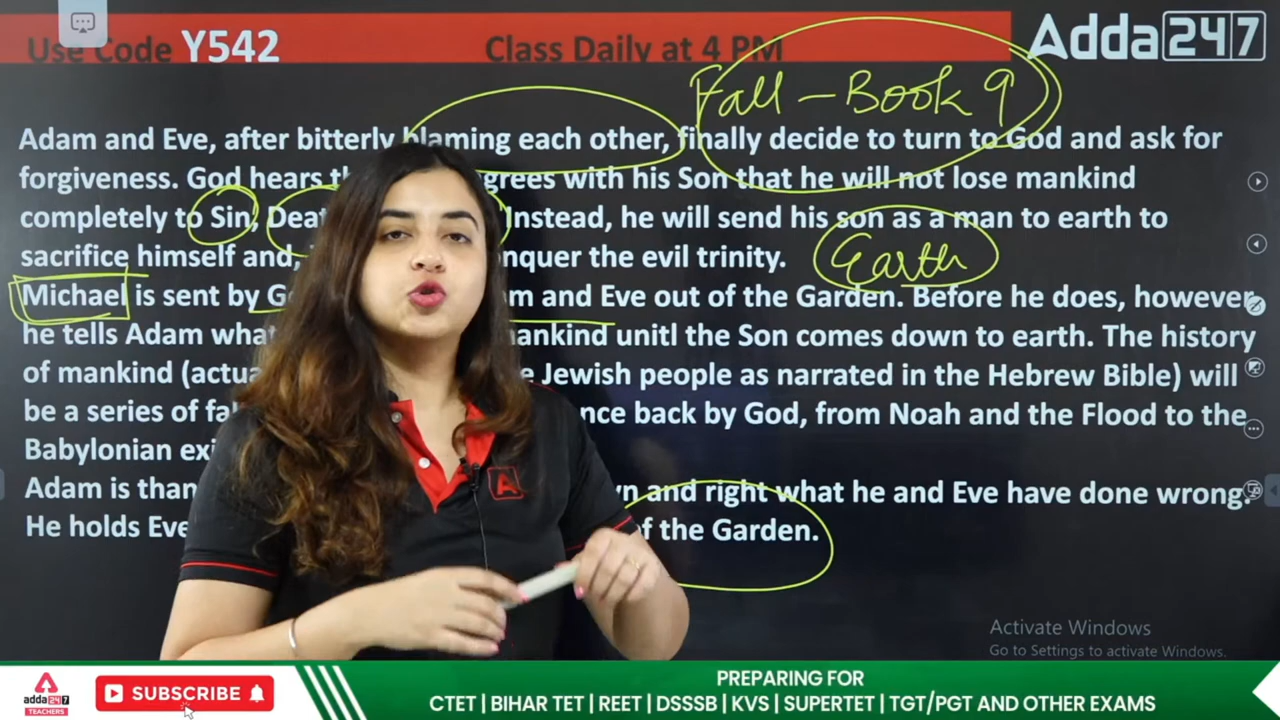 Use Code Y542 Class Daily at 4 PM
Adda 247
Fall – Book 9
Adam and Eve, after bitterly blaming each other, finally decide to turn to God and ask for
forgiveness. God hears th grees with his Son that he will not lose mankind
completely to Sin, Deat Instead, he will send his son as a man to earth to
sacrifice himself and, nquer the evil trinity. Earth
Michael is sent by G m and Eve out of the Garden. Before he does, however,
he tells Adam what ankind unitl the Son comes down to earth. The history
of mankind (actua e Jewish people as narrated in the Hebrew Bible) will
be a series of fal nce back by God, from Noah and the Flood to the
Babylonian exi
Adam is than n and right what he and Eve have done wrong.
He holds Eve of the Garden.
A
Activate Windows
Go to Settings to activate Windows.
adda247
TEACHERS
SUBSCRIBE
PREPARING FOR
CTET | BIHAR TET | REET | DSSSB | KVS | SUPERTET | TGT/PGT AND OTHER EXAMS